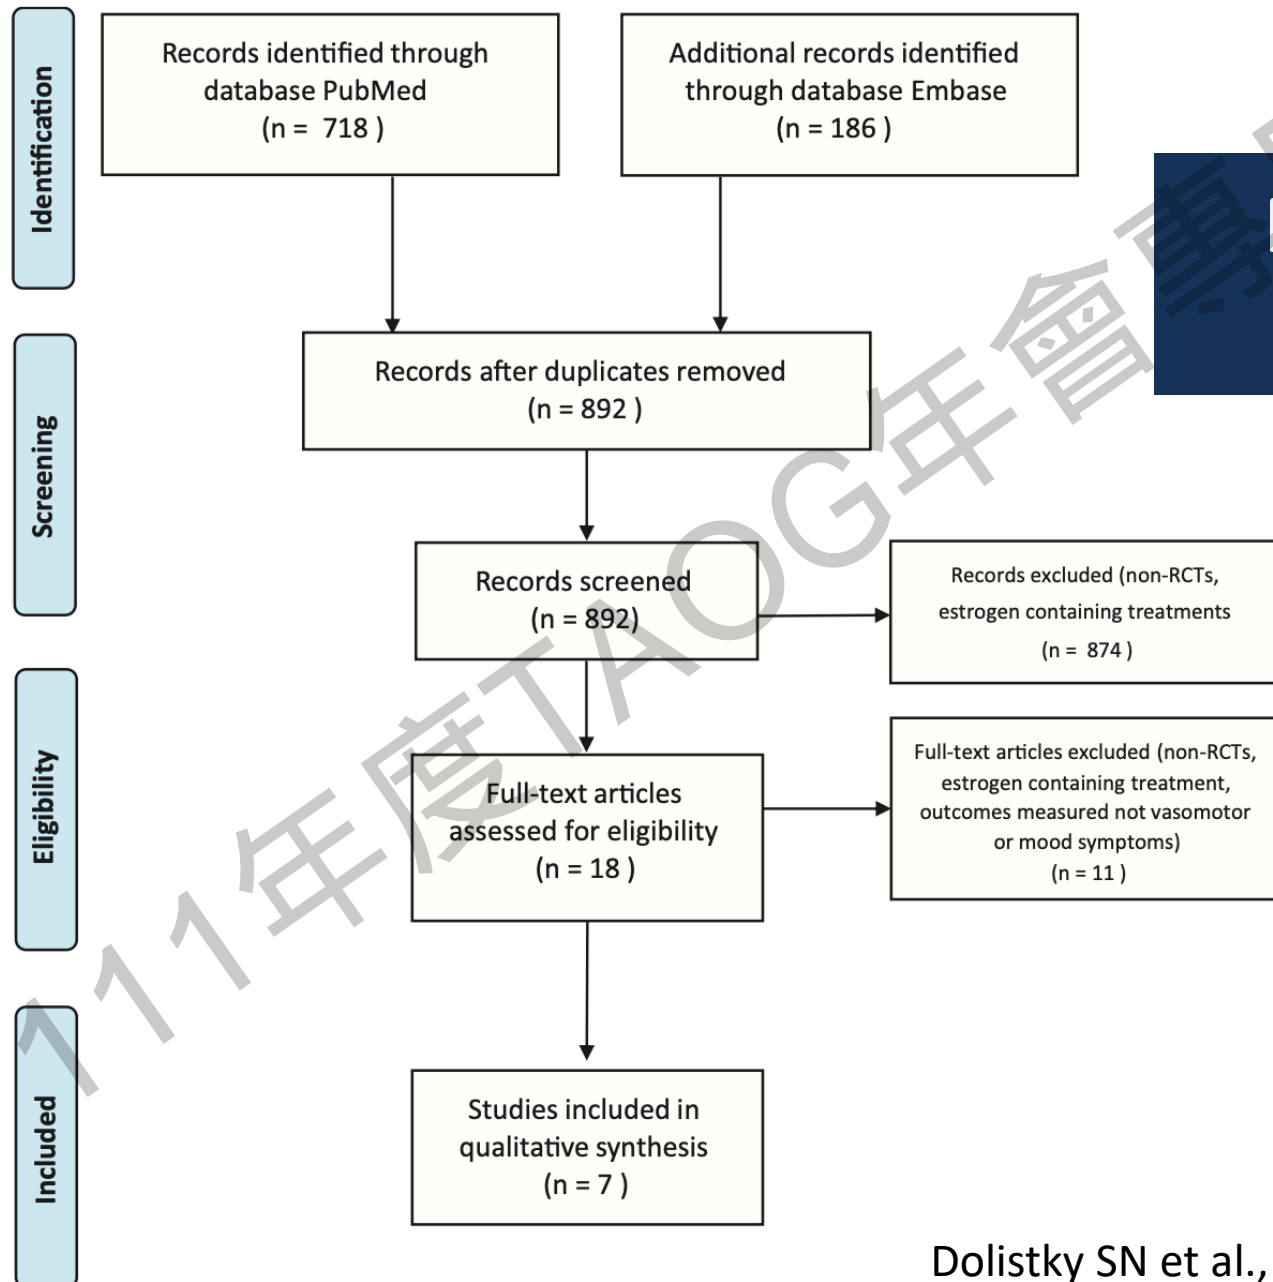 Identification
Records identified through
database PubMed
(n = 718 )
Additional records identified
through database Embase
(n = 186 )
Screening
Records after duplicates removed
(n = 892 )
Records screened
(n = 892)
Records excluded (non-RCTs,
estrogen containing treatments
(n = 874 )
Eligibility
Full-text articles
assessed for eligibility
(n = 18 )
Full-text articles excluded (non-RCTs,
estrogen containing treatment,
outcomes measured not vasomotor
or mood symptoms)
(n = 11 )
Included
Studies included in
qualitative synthesis
(n = 7 )
Dolistky SN et al.,
111年度TAOG年會專